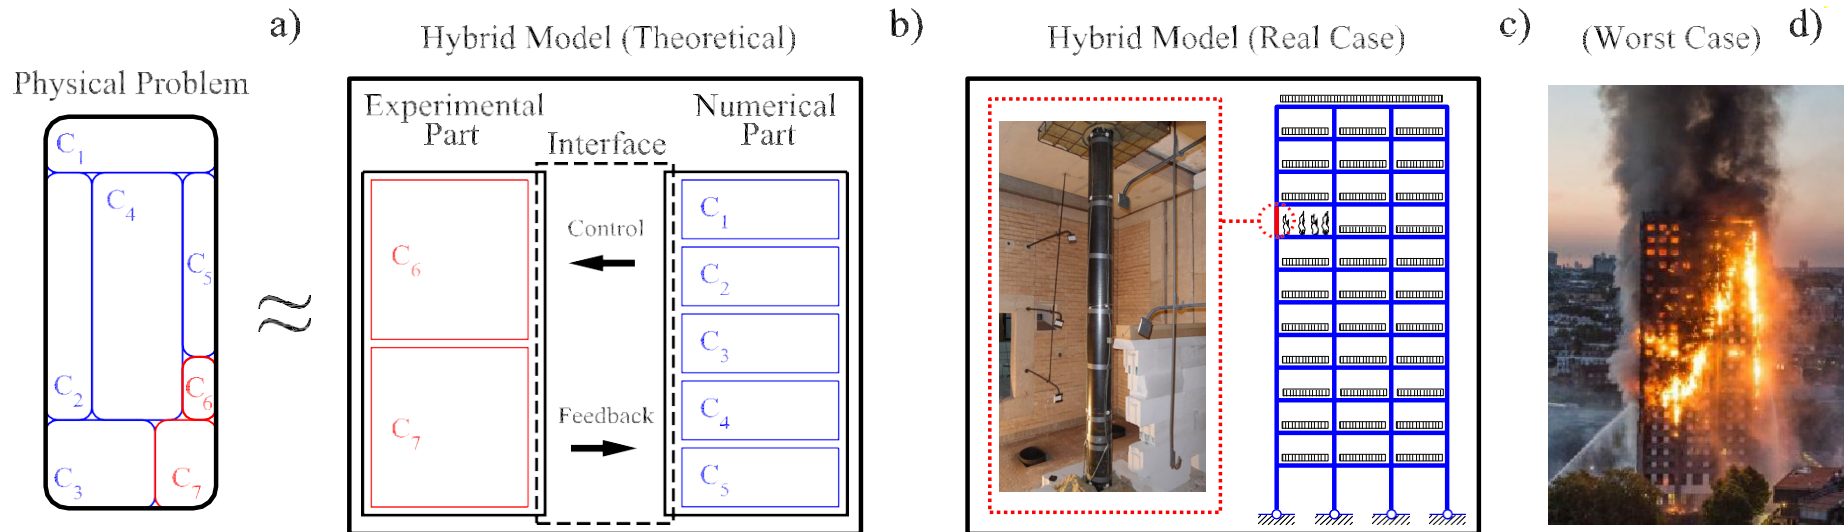 a)
Physical Problem
C1
C4
C5
C2
C6
C3
C7
b)
Hybrid Model (Theoretical)
Experimental
Part
Interface
Numerical
Part
C6
C7
Control
Feedback
C1
C2
C3
C4
C5
c)
Hybrid Model (Real Case)
(Worst Case)
d)